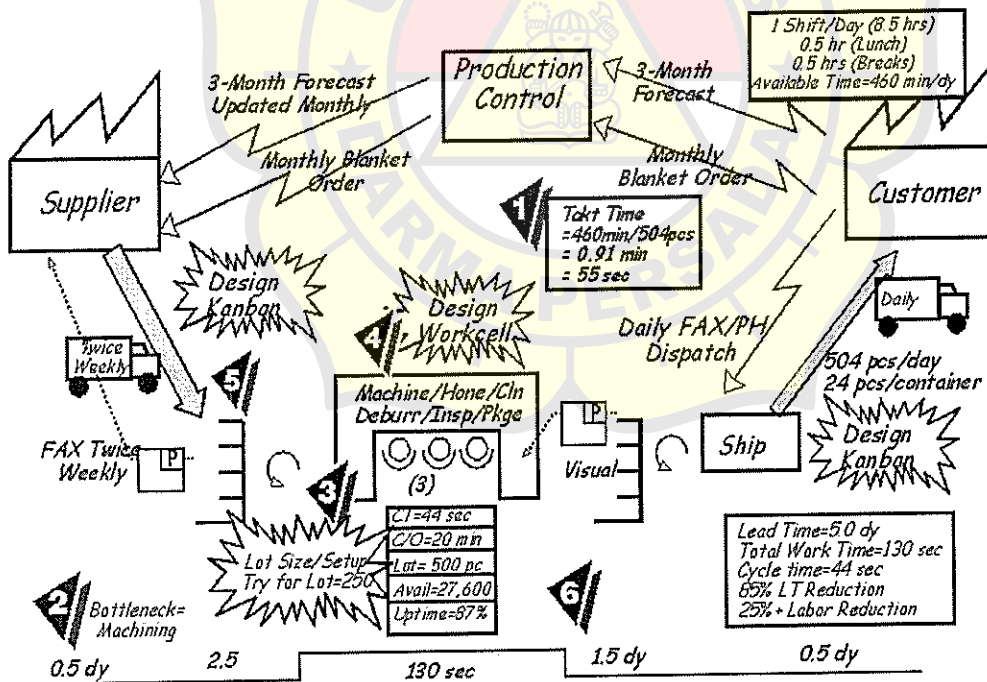 1 Shift/Day (8.5 hrs)
0.5 hr (Lunch)
0.5 hrs (Breaks)
Available Time=460 min/dy
3-Month Forecast
Updated Monthly
Production
Control
3-Month
Forecast
Monthly Blanket
Order
Monthly
Blanket Order
Supplier
Customer
1
Takt Time
=460min/504pcs
= 0.91 min
= 55 sec
DARMA PERSADA
Design
Kanban
4
Design
Workcell
Daily FAX/PH
Dispatch
Daily
Twice
Weekly
5
504 pcs/day
24 pcs/container
Machine/Hone/Cln
Deburr/Insp/Pkge
FAX Twice
Weekly
P
P
Visual
Ship
Design
Kanban
3
(3)
CT=44 sec
C/O=20 min
Lot= 500 pc
Avail=27,600
Uptime=87%
Lot Size/Setup
Try for Lot=250
Lead Time=5.0 dy
Total Work Time=130 sec
Cycle time=44 sec
85% LT Reduction
25%+ Labor Reduction
2
Bottleneck=
Machining
6
0.5 dy
2.5
130 sec
1.5 dy
0.5 dy